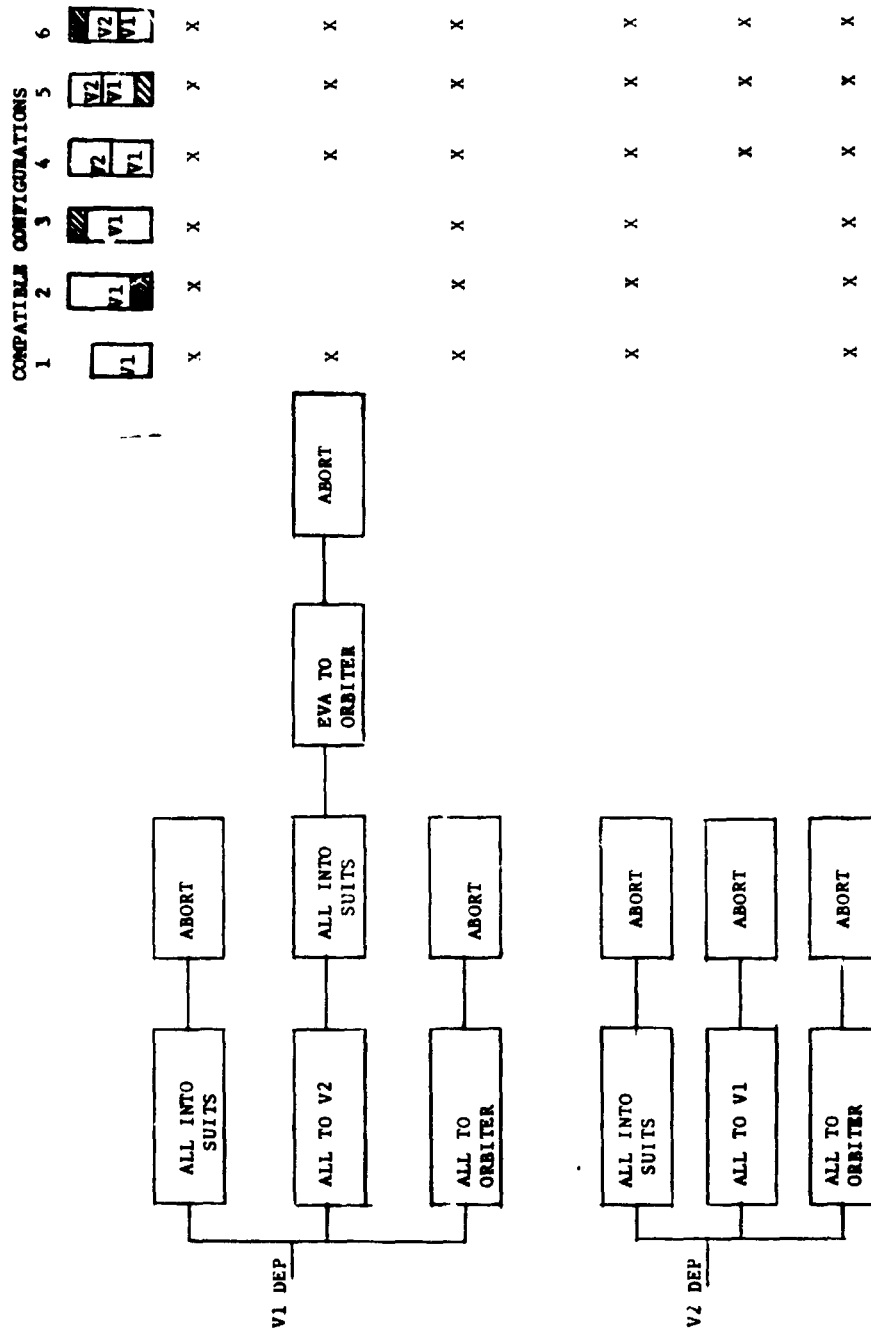 COMPATIBLE CONFIGURATIONS
1 2 3 4 5 6
V1 V1 V1 V2 V2 V2
V1 V1 V1
V1 DEP
ALL INTO
SUITS
ABORT
X X X X X X
ALL TO V2
ALL INTO
SUITS
EVA TO
ORBITER
ABORT
X X X X
ALL TO
ORBITER
ABORT
X X X X X X
V2 DEP
ALL INTO
SUITS
ABORT
X X X X X X
ALL TO V1
ABORT
X X X
ALL TO
ORBITER
ABORT
X X X X X X